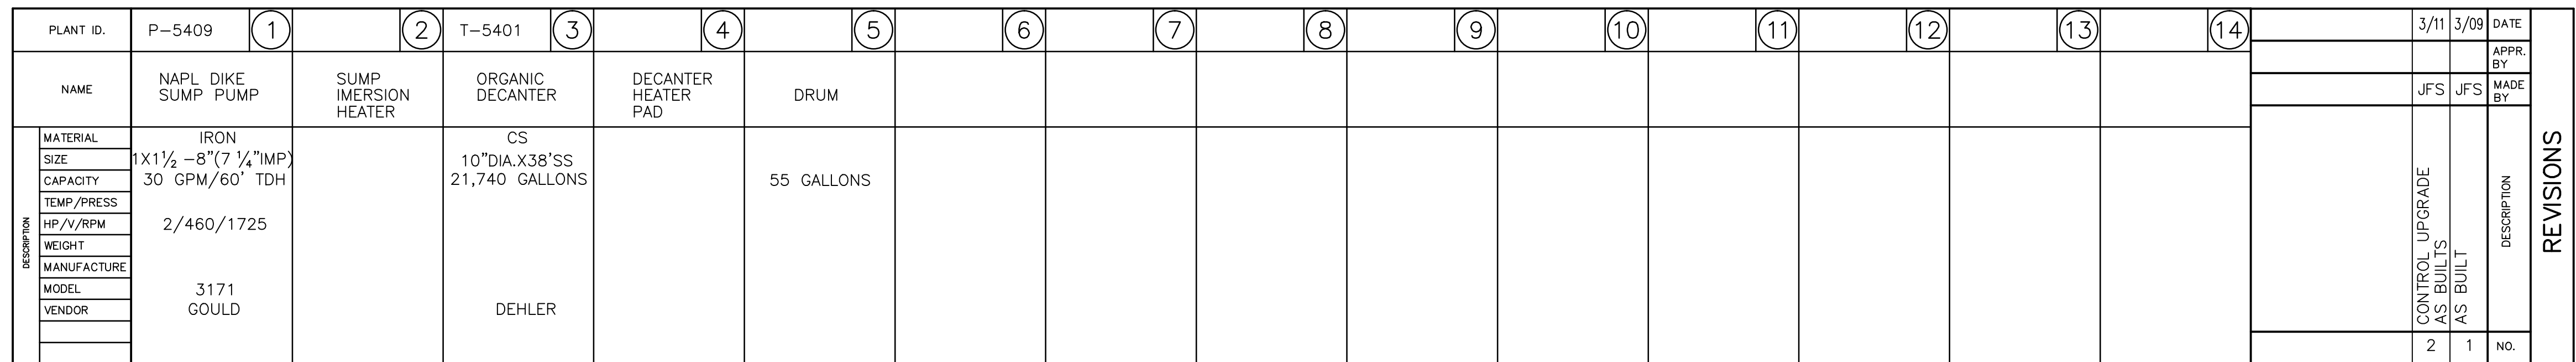 PLANT ID. P-5409 1 2 T-5401 3 4 5 6 7 8 9 10 11 12 13 14
NAME NAPL DIKE SUMP PUMP SUMP IMERSION HEATER ORGANIC DECANTER DECANTER HEATER PAD DRUM
DESCRIPTION
MATERIAL IRON CS
SIZE 1X1½ -8"(7 ¼"IMP) 10"DIA.X38'SS
CAPACITY 30 GPM/60' TDH 21,740 GALLONS 55 GALLONS
TEMP/PRESS
HP/V/RPM 2/460/1725
WEIGHT
MANUFACTURE
MODEL 3171
VENDOR GOULD DEHLER
3/11 3/09 DATE
APPR. BY
JFS JFS MADE BY
CONTROL UPGRADE
AS BUILTS
AS BUILT
DESCRIPTION
2 1 NO.
REVISIONS